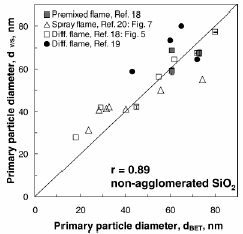 Premixed flame, Ref. 18
Spray flame, Ref. 20: Fig. 7
Diff. flame, Ref. 18: Fig. 5
Diff. flame, Ref. 19
80
60
40
20
0
Primary particle diameter, d VS, nm
r = 0.89
non-agglomerated SiO2
0 20 40 60 80
Primary particle diameter, dBET, nm